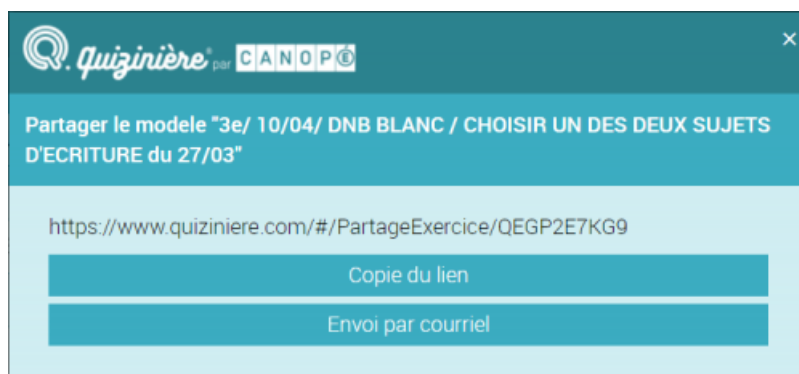 Q. Quizinière® par CANOPÉ
×
Partager le modele "3e/ 10/04/ DNB BLANC / CHOISIR UN DES DEUX SUJETS
D'ECRITURE du 27/03"
https://www.quiziniere.com/#/PartageExercice/QEGP2E7KG9
Copie du lien
Envoi par courriel